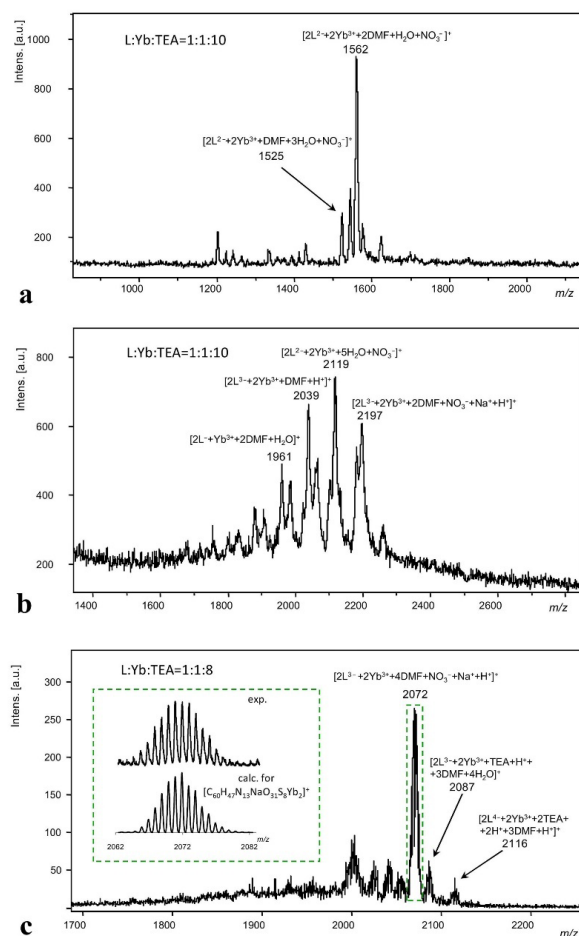 Intens. [a.u.]
L:Yb:TEA=1:1:10
[2L²⁻+2Yb³⁺+2DMF+H₂O+NO₃⁻]⁺
1562
[2L²⁻+2Yb³⁺+DMF+3H₂O+NO₃⁻]⁺
1525
1000
800
600
400
200
1000 1200 1400 1600 1800 2000
m/z
a
Intens. [a.u.]
L:Yb:TEA=1:1:10
[2L²⁻+2Yb³⁺+5H₂O+NO₃⁻]⁺
2119
[2L³⁻+2Yb³⁺+DMF+H⁺]⁺
2039
[2L³⁻+2Yb³⁺+2DMF+NO₃⁻+Na⁺+H⁺]⁺
2197
[2L⁻+Yb³⁺+2DMF+H₂O]⁺
1961
800
600
400
200
1400 1600 1800 2000 2200 2400 2600
m/z
b
Intens. [a.u.]
L:Yb:TEA=1:1:8
[2L³⁻+2Yb³⁺+4DMF+NO₃⁻+Na⁺+H⁺]⁺
2072
exp.
calc. for
[C₆₀H₄₇N₁₃NaO₃₁S₈Yb₂]⁺
m/z
2062 2072 2082
[2L³⁻+2Yb³⁺+TEA+H⁺+
+3DMF+4H₂O]⁺
2087
[2L⁴⁻+2Yb³⁺+2TEA+
+2H⁺+3DMF+H⁺]⁺
2116
300
250
200
150
100
50
1700 1800 1900 2000 2100 2200
m/z
c